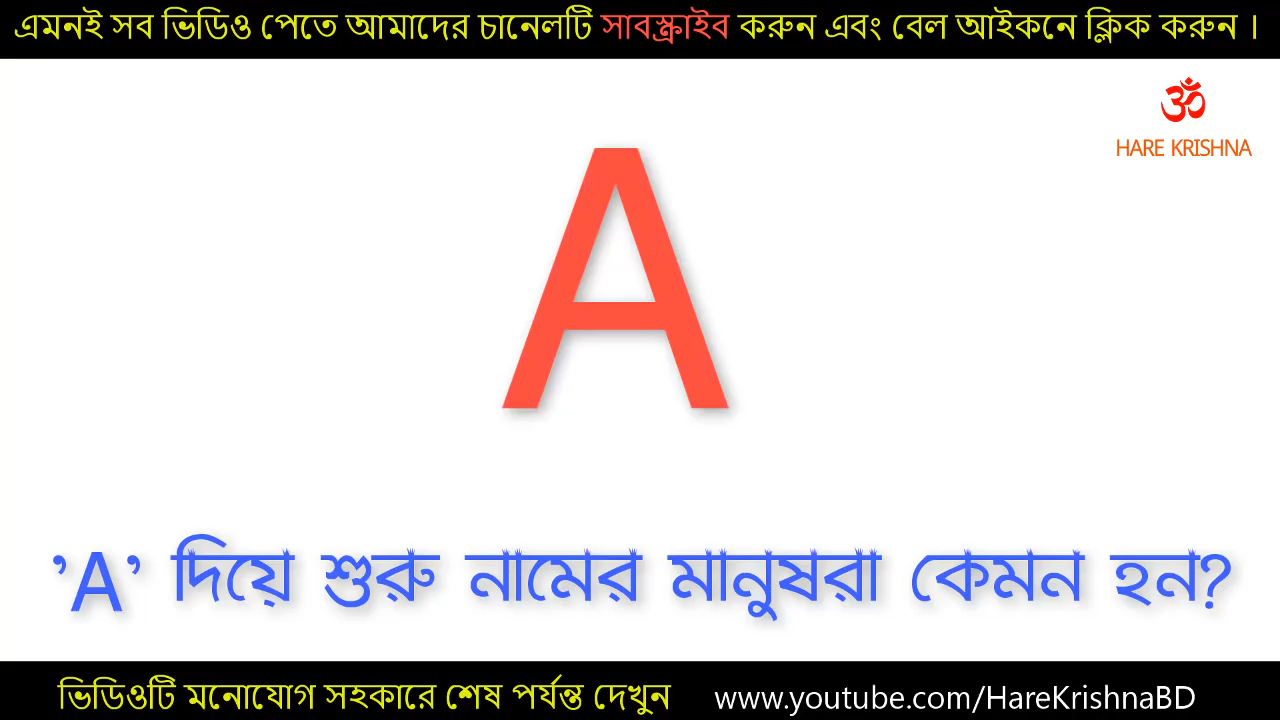 এমনই সব ভিডিও পেতে আমাদের চানেলটি সাবস্ক্রাইব করুন এবং বেল আইকনে ক্লিক করুন ।
ॐ
HARE KRISHNA
A
’A’ দিয়ে শুরু নামের মানুষরা কেমন হন?
ভিডিওটি মনোযোগ সহকারে শেষ পর্যন্ত দেখুন www.youtube.com/HareKrishnaBD